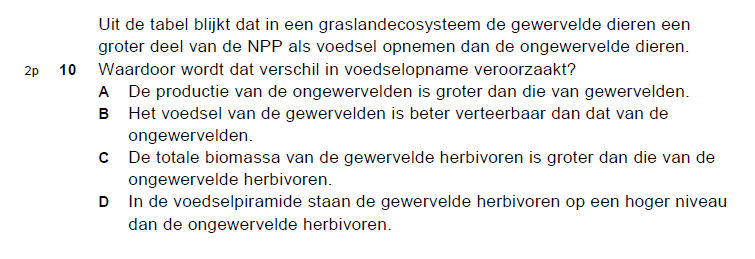 Uit de tabel blijkt dat in een graslandecosysteem de gewervelde dieren een
groter deel van de NPP als voedsel opnemen dan de ongewervelde dieren.
2p 10 Waardoor wordt dat verschil in voedselopname veroorzaakt?
A De productie van de ongewervelden is groter dan die van gewervelden.
B Het voedsel van de gewervelden is beter verteerbaar dan dat van de
ongewervelden.
C De totale biomassa van de gewervelde herbivoren is groter dan die van de
ongewervelde herbivoren.
D In de voedselpiramide staan de gewervelde herbivoren op een hoger niveau
dan de ongewervelde herbivoren.